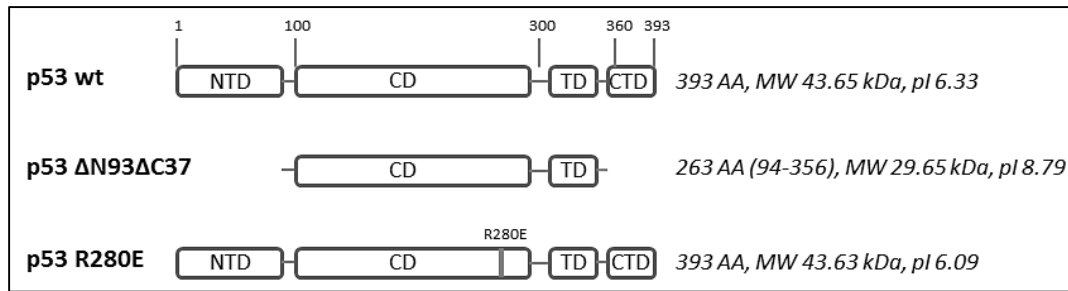 1 100 300 360 393
p53 wt NTD CD TD CTD 393 AA, MW 43.65 kDa, pI 6.33
p53 ΔN93ΔC37 CD TD 263 AA (94-356), MW 29.65 kDa, pI 8.79
R280E
p53 R280E NTD CD TD CTD 393 AA, MW 43.63 kDa, pI 6.09